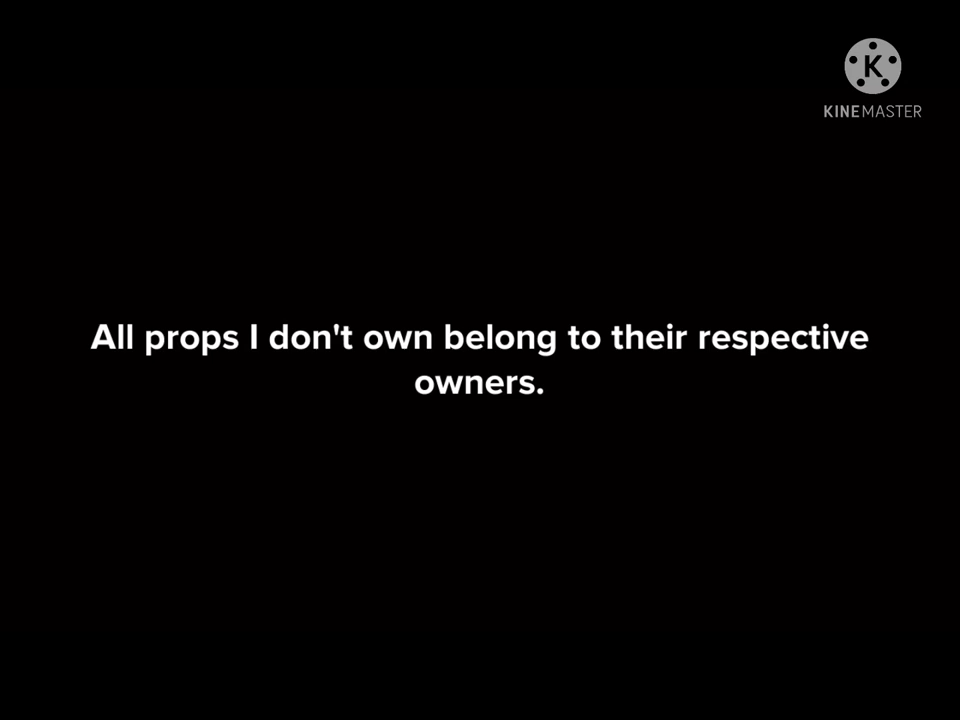 K
KINEMASTER
All props I don't own belong to their respective
owners.